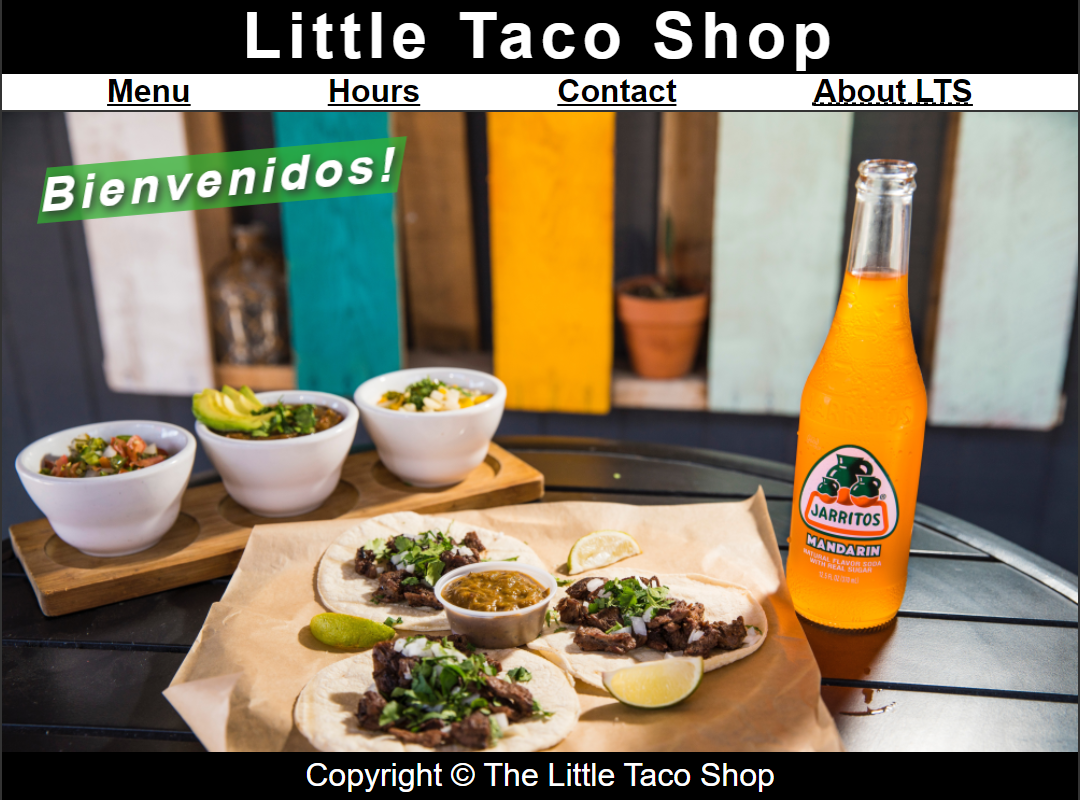 Little Taco Shop
Menu Hours Contact About LTS
Bienvenidos!
JARRITOS
®
MANDARIN
NATURAL FLAVOR SODA
WITH REAL SUGAR
Copyright © The Little Taco Shop